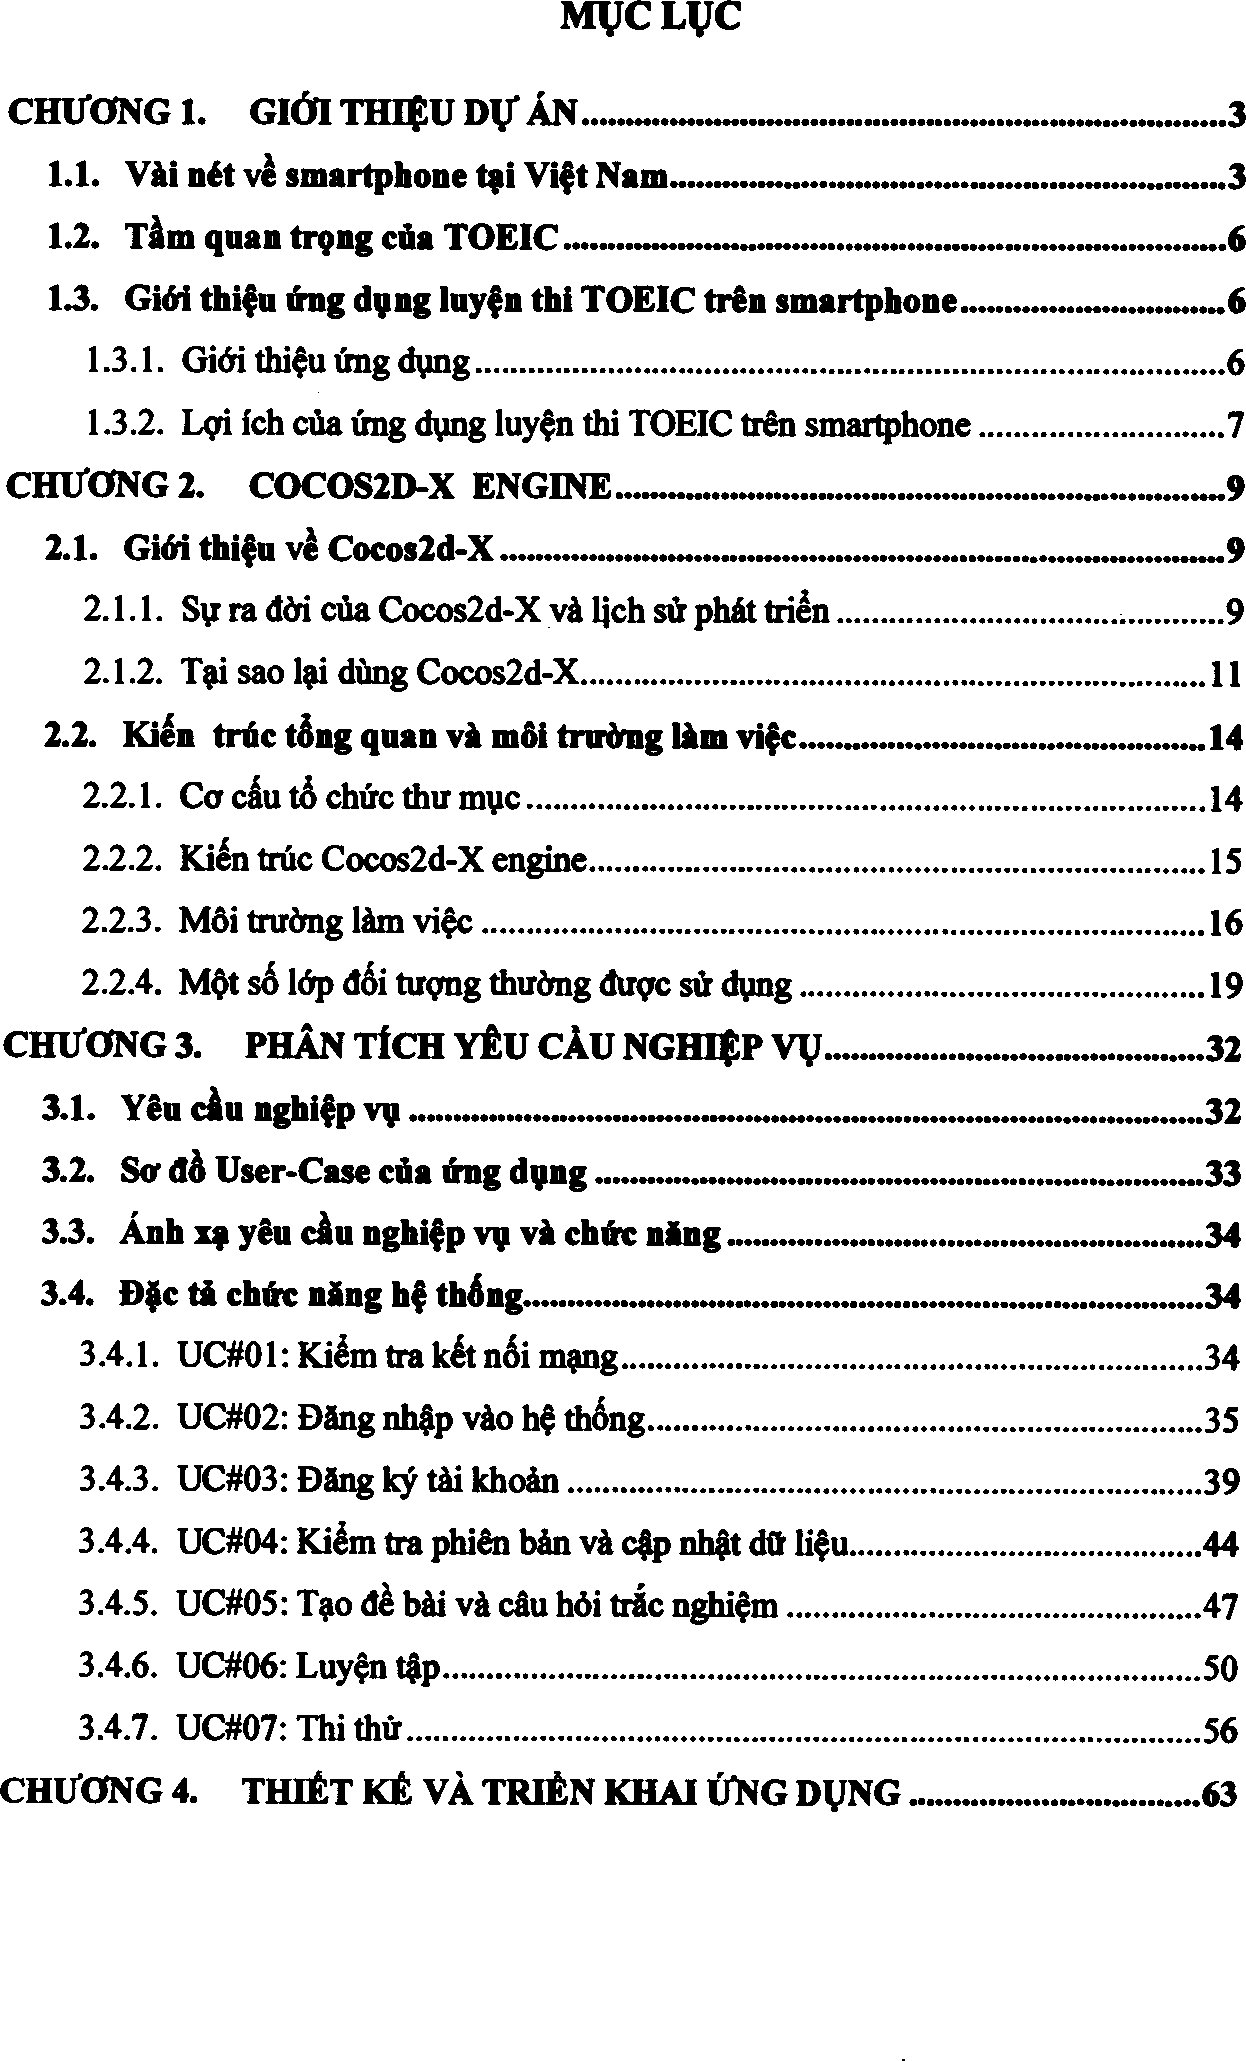 MỤC LỤC
CHƯƠNG 1. GIỚI THIỆU DỰ ÁN..........3
1.1. Vài nét về smartphone tại Việt Nam..........3
1.2. Tầm quan trọng của TOEIC..........6
1.3. Giới thiệu ứng dụng luyện thi TOEIC trên smartphone..........6
1.3.1. Giới thiệu ứng dụng..........6
1.3.2. Lợi ích của ứng dụng luyện thi TOEIC trên smartphone..........7
CHƯƠNG 2. COCOS2D-X ENGINE..........9
2.1. Giới thiệu về Cocos2d-X..........9
2.1.1. Sự ra đời của Cocos2d-X và lịch sử phát triển..........9
2.1.2. Tại sao lại dùng Cocos2d-X..........11
2.2. Kiến trúc tổng quan và môi trường làm việc..........14
2.2.1. Cơ cấu tổ chức thư mục..........14
2.2.2. Kiến trúc Cocos2d-X engine..........15
2.2.3. Môi trường làm việc..........16
2.2.4. Một số lớp đối tượng thường được sử dụng..........19
CHƯƠNG 3. PHÂN TÍCH YÊU CẦU NGHIỆP VỤ..........32
3.1. Yêu cầu nghiệp vụ..........32
3.2. Sơ đồ User-Case của ứng dụng..........33
3.3. Ánh xạ yêu cầu nghiệp vụ và chức năng..........34
3.4. Đặc tả chức năng hệ thống..........34
3.4.1. UC#01: Kiểm tra kết nối mạng..........34
3.4.2. UC#02: Đăng nhập vào hệ thống..........35
3.4.3. UC#03: Đăng ký tài khoản..........39
3.4.4. UC#04: Kiểm tra phiên bản và cập nhật dữ liệu..........44
3.4.5. UC#05: Tạo đề bài và câu hỏi trắc nghiệm..........47
3.4.6. UC#06: Luyện tập..........50
3.4.7. UC#07: Thi thử..........56
CHƯƠNG 4. THIẾT KẾ VÀ TRIỂN KHAI ỨNG DỤNG..........63